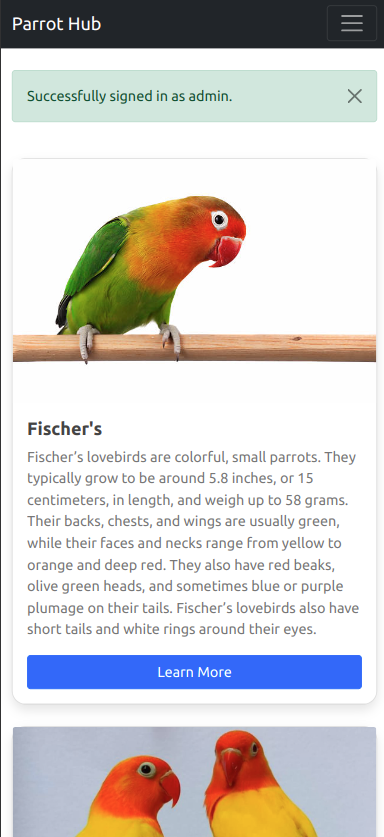 Parrot Hub
Successfully signed in as admin.
Fischer's
Fischer’s lovebirds are colorful, small parrots. They
typically grow to be around 5.8 inches, or 15
centimeters, in length, and weigh up to 58 grams.
Their backs, chests, and wings are usually green,
while their faces and necks range from yellow to
orange and deep red. They also have red beaks,
olive green heads, and sometimes blue or purple
plumage on their tails. Fischer’s lovebirds also have
short tails and white rings around their eyes.
Learn More